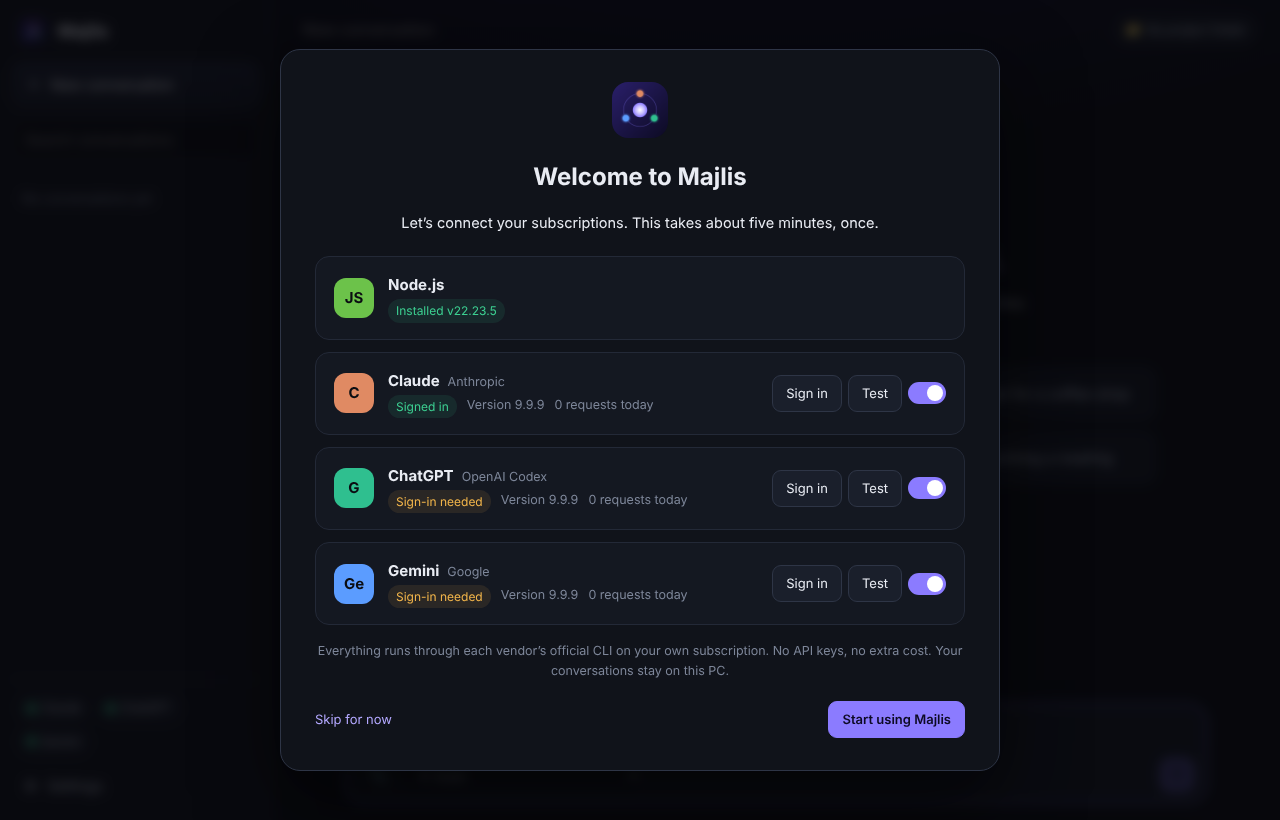 Welcome to Majlis
Let’s connect your subscriptions. This takes about five minutes, once.
JS
Node.js
Installed v22.23.5
C
Claude Anthropic
Signed in Version 9.9.9 0 requests today
Sign in Test
G
ChatGPT OpenAI Codex
Sign-in needed Version 9.9.9 0 requests today
Sign in Test
Ge
Gemini Google
Sign-in needed Version 9.9.9 0 requests today
Sign in Test
Everything runs through each vendor’s official CLI on your own subscription. No API keys, no extra cost. Your
conversations stay on this PC.
Skip for now
Start using Majlis